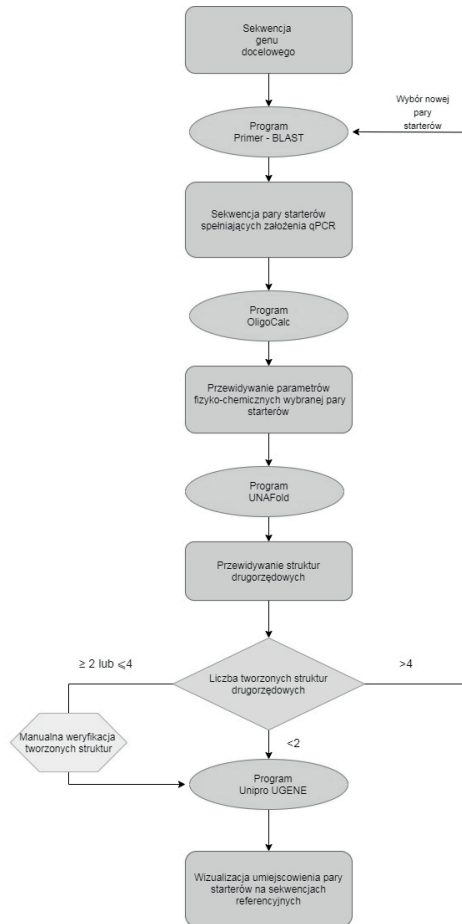 Sekwencja
genu
docelowego
Wybór nowej
pary
starterów
Program
Primer - BLAST
Sekwencja pary starterów
spełniających założenia qPCR
Program
OligoCalc
Przewidywanie parametrów
fizyko-chemicznych wybranej pary
starterów
Program
UNAFold
Przewidywanie struktur
drugorzędowych
≥ 2 lub ⩽4
Liczba tworzonych struktur
drugorzędowych
>4
Manualna weryfikacja
tworzonych struktur
<2
Program
Unipro UGENE
Wizualizacja umiejscowienia pary
starterów na sekwencjach
referencyjnych